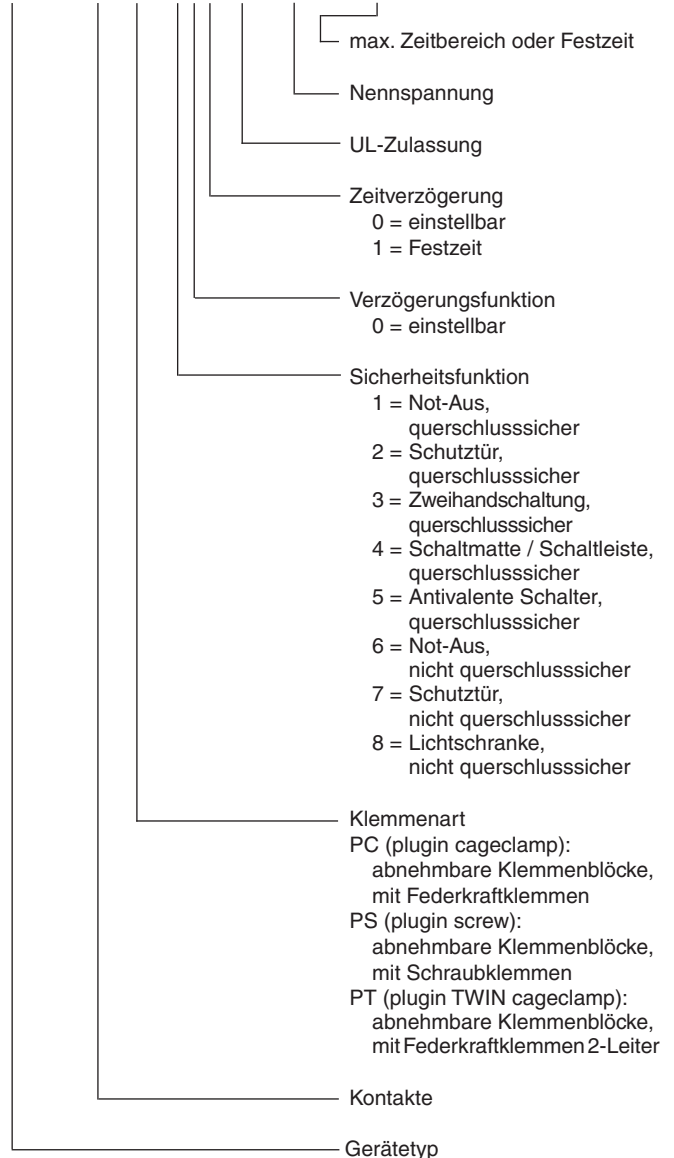 max. Zeitbereich oder Festzeit
Nennspannung
UL-Zulassung
Zeitverzögerung
0 = einstellbar
1 = Festzeit
Verzögerungsfunktion
0 = einstellbar
Sicherheitsfunktion
1 = Not-Aus,
querschlusssicher
2 = Schutztür,
querschlusssicher
3 = Zweihandschaltung,
querschlusssicher
4 = Schaltmatte / Schaltleiste,
querschlusssicher
5 = Antivalente Schalter,
querschlusssicher
6 = Not-Aus,
nicht querschlusssicher
7 = Schutztür,
nicht querschlusssicher
8 = Lichtschranke,
nicht querschlusssicher
Klemmenart
PC (plugin cageclamp):
abnehmbare Klemmenblöcke,
mit Federkraftklemmen
PS (plugin screw):
abnehmbare Klemmenblöcke,
mit Schraubklemmen
PT (plugin TWIN cageclamp):
abnehmbare Klemmenblöcke,
mit Federkraftklemmen 2-Leiter
Kontakte
Gerätetyp